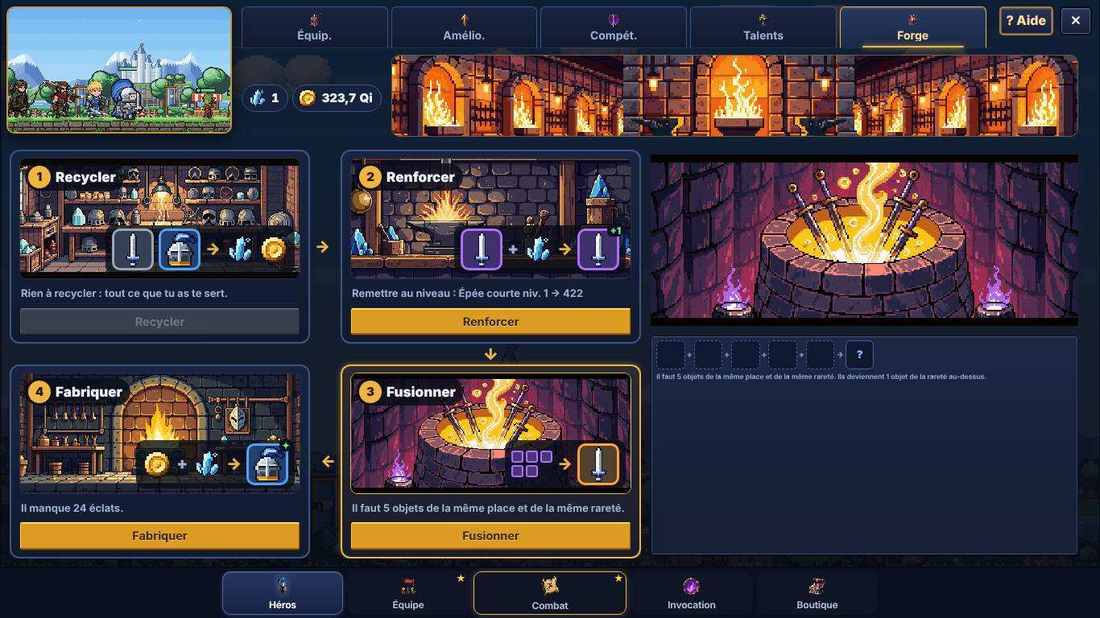 Équip.
Amélio.
Compét.
Talents
Forge
? Aide
×
1
323,7 Qi
1 Recycler
Rien à recycler : tout ce que tu as te sert.
Recycler
2 Renforcer
+
+1
Remettre au niveau : Épée courte niv. 1 → 422
Renforcer
4 Fabriquer
+
Il manque 24 éclats.
Fabriquer
3 Fusionner
Il faut 5 objets de la même place et de la même rareté.
Fusionner
+ + + + ?
Il faut 5 objets de la même place et de la même rareté. Ils deviennent 1 objet de la rareté au-dessus.
Héros
Équipe
Combat
Invocation
Boutique